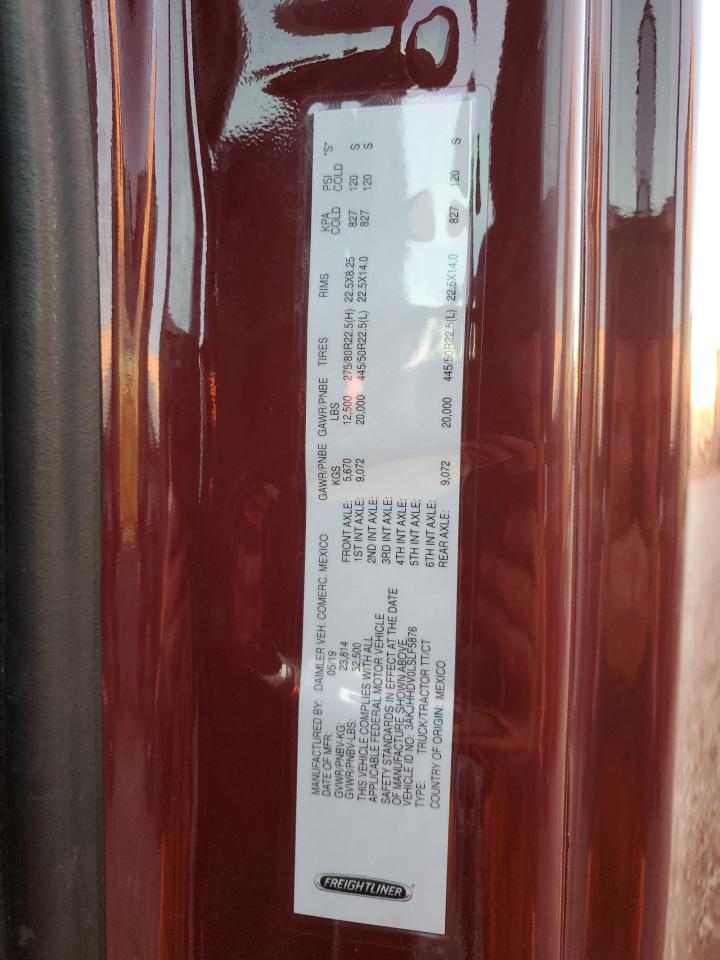 FREIGHTLINER
MANUFACTURED BY: DAIMLER VEH. COMERC. MEXICO
DATE OF MFR: 05/19
GVWR/PNBV-KG: 23,814
GVWR/PNBV-LBS: 52,500
THIS VEHICLE COMPLIES WITH ALL
APPLICABLE FEDERAL MOTOR VEHICLE
SAFETY STANDARDS IN EFFECT AT THE DATE
OF MANUFACTURE SHOWN ABOVE.
VEHICLE ID NO: 3AKJHHDV0LSLF5876
TYPE: TRUCK/TRACTOR TT/CT
COUNTRY OF ORIGIN: MEXICO
GAWR/PNBE GAWR/PNBE TIRES RIMS KPA PSI "S"
KGS LBS COLD COLD
FRONT AXLE: 5,670 12,500 275/80R22.5(H) 22.5X8.25 827 120 S
1ST INT AXLE: 9,072 20,000 445/50R22.5(L) 22.5X14.0 827 120 S
2ND INT AXLE:
3RD INT AXLE:
4TH INT AXLE:
5TH INT AXLE:
6TH INT AXLE:
REAR AXLE: 9,072 20,000 445/50R22.5(L) 22.5X14.0 827 120 S